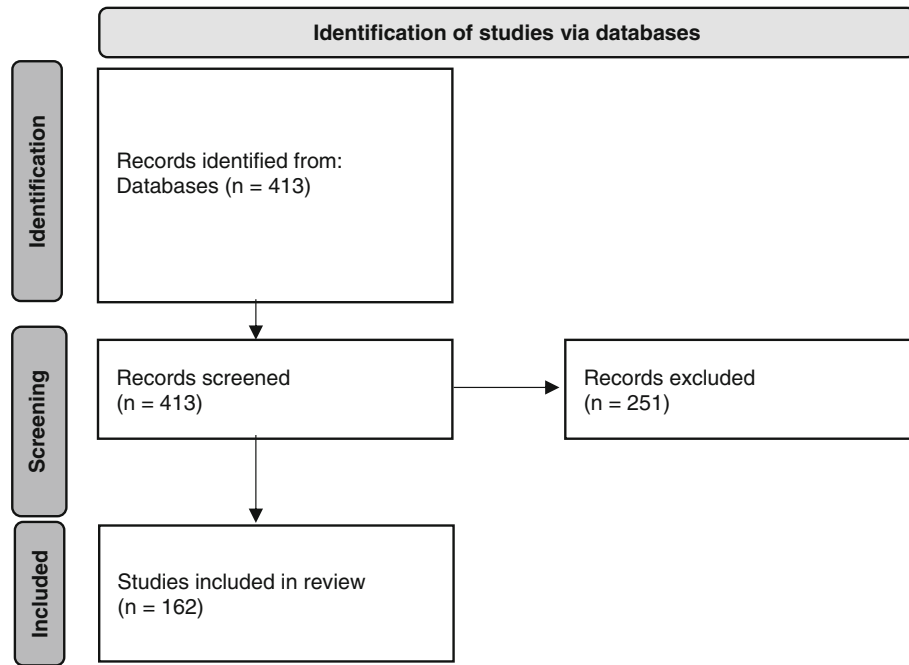 Identification of studies via databases
Identification
Records identified from:
Databases (n = 413)
Screening
Records screened
(n = 413)
Records excluded
(n = 251)
Included
Studies included in review
(n = 162)